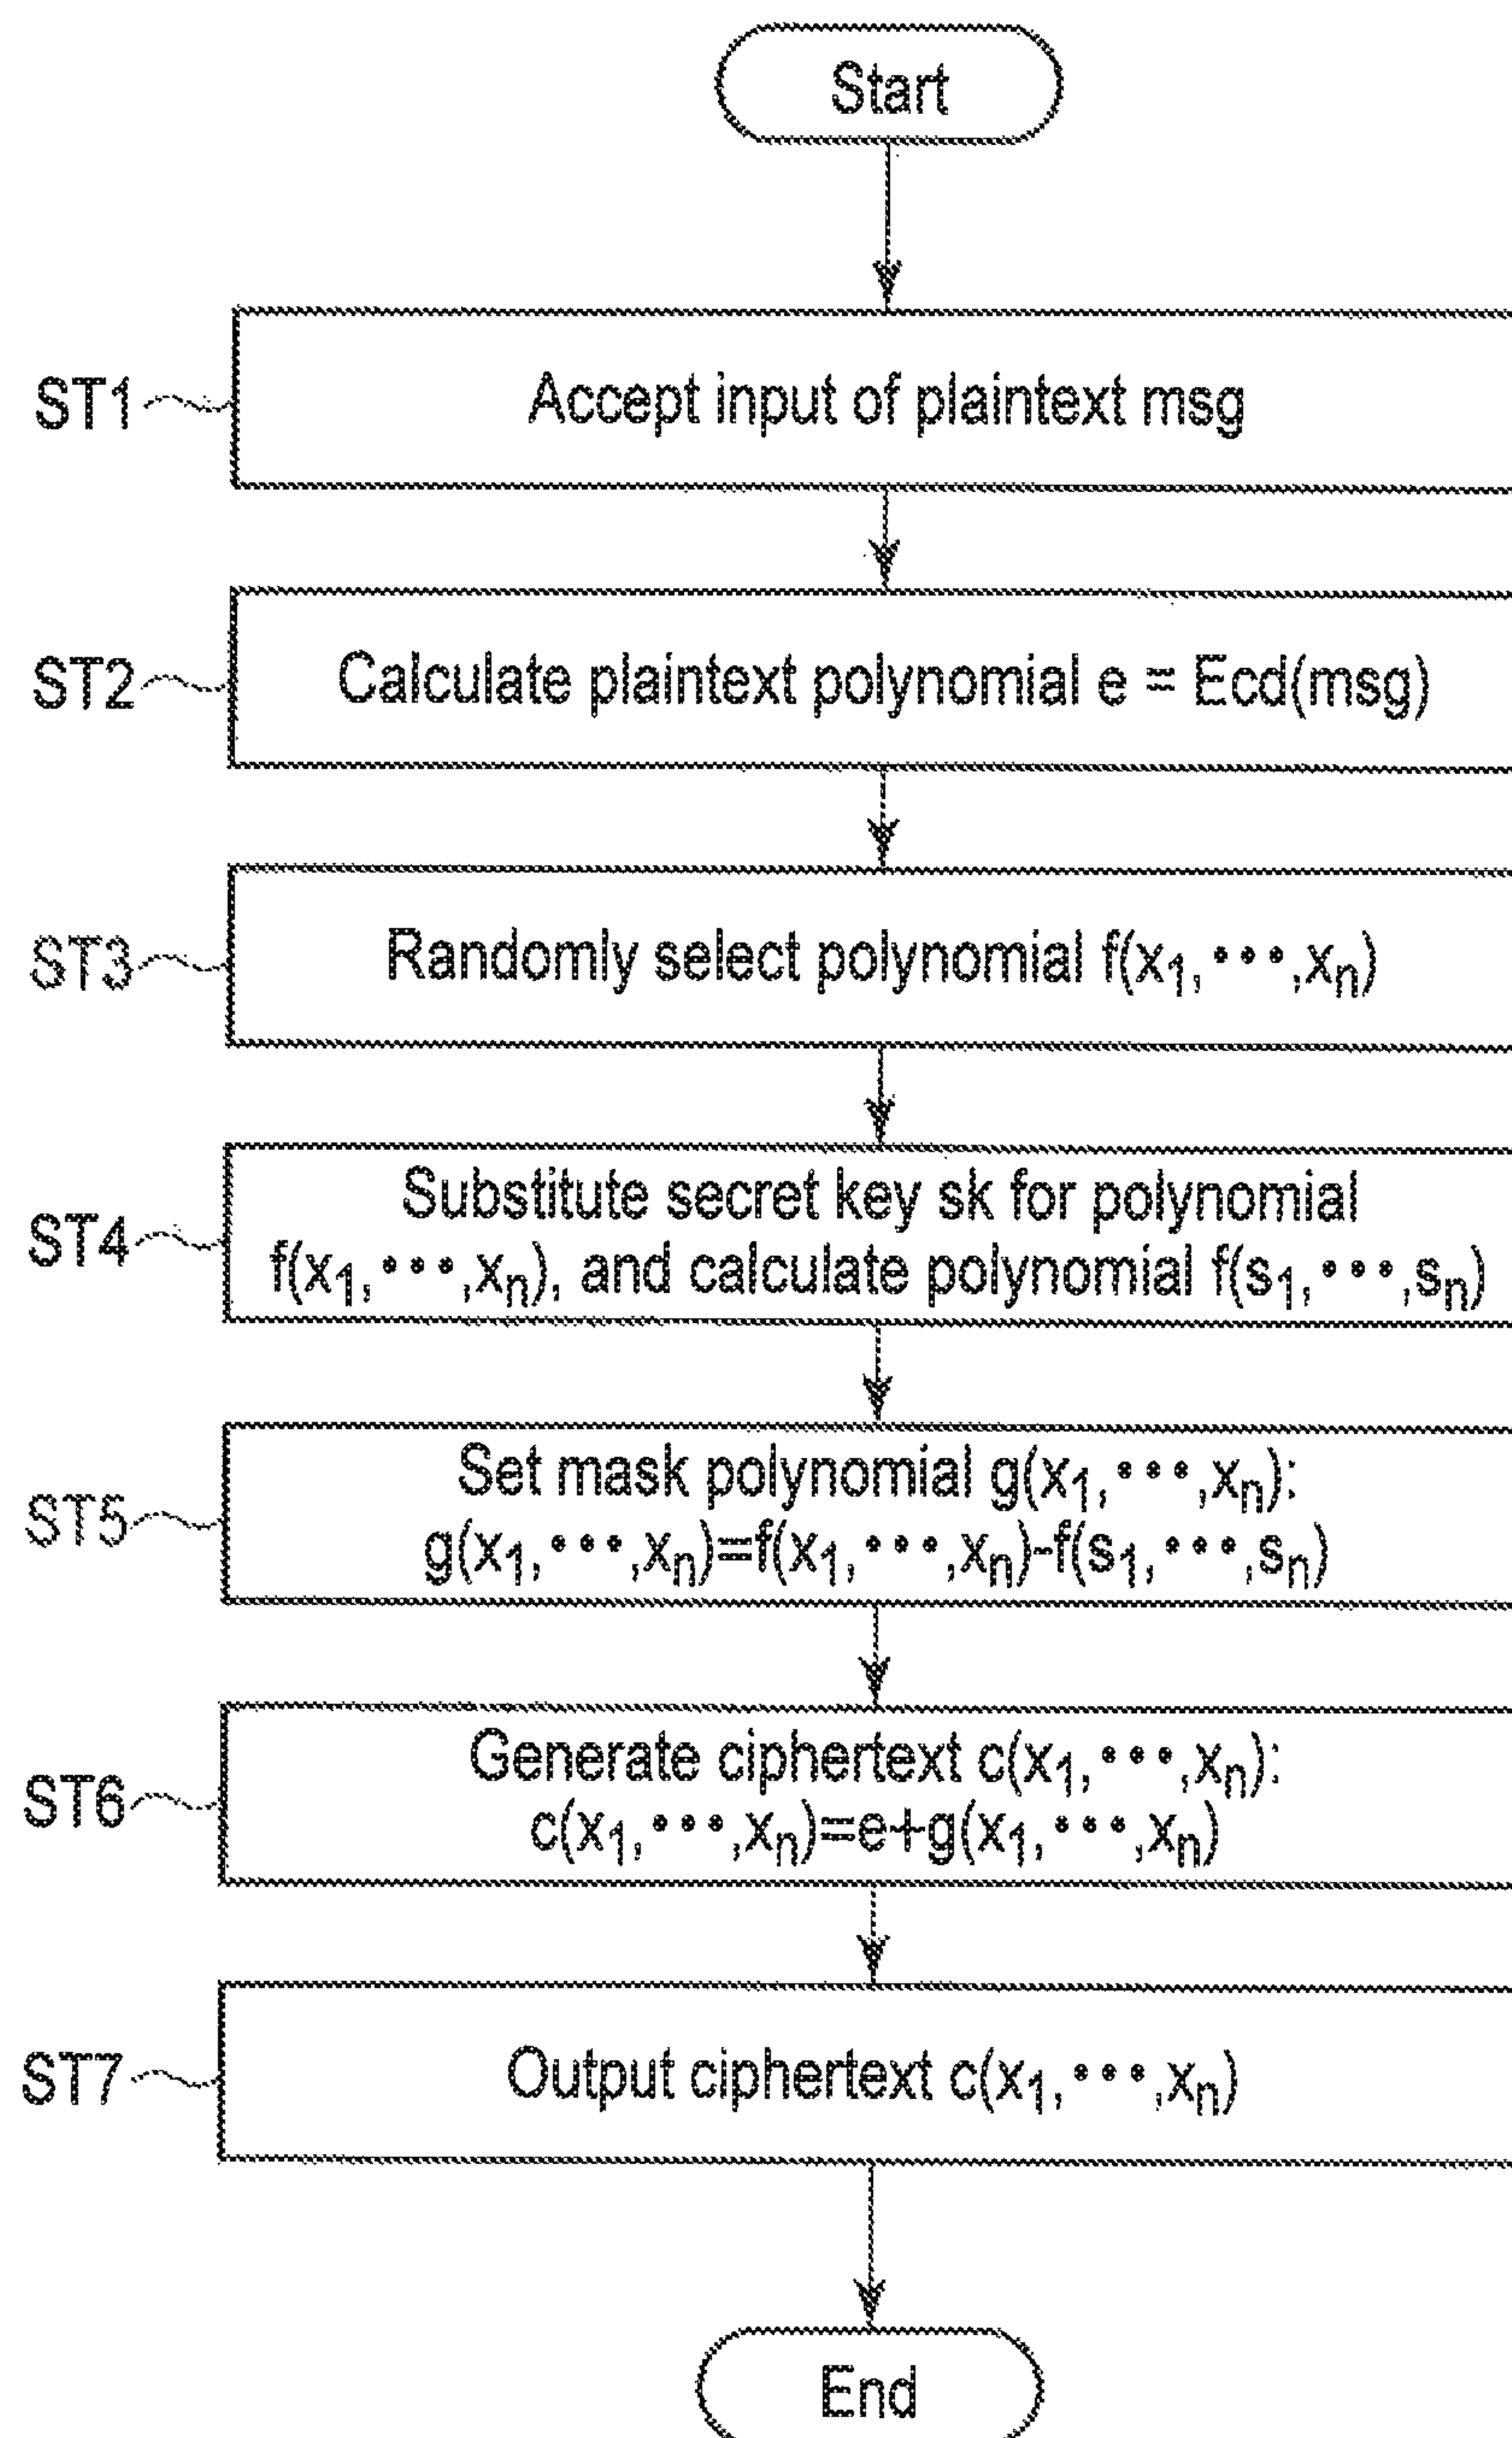 Start
ST1
Accept input of plaintext msg
ST2
Calculate plaintext polynomial e = Ecd(msg)
ST3
Randomly select polynomial f(x₁,•••,xₙ)
ST4
Substitute secret key sk for polynomial
f(x₁,•••,xₙ), and calculate polynomial f(s₁,•••,sₙ)
ST5
Set mask polynomial g(x₁,•••,xₙ):
g(x₁,•••,xₙ)=f(x₁,•••,xₙ)-f(s₁,•••,sₙ)
ST6
Generate ciphertext c(x₁,•••,xₙ):
c(x₁,•••,xₙ)=e+g(x₁,•••,xₙ)
ST7
Output ciphertext c(x₁,•••,xₙ)
End